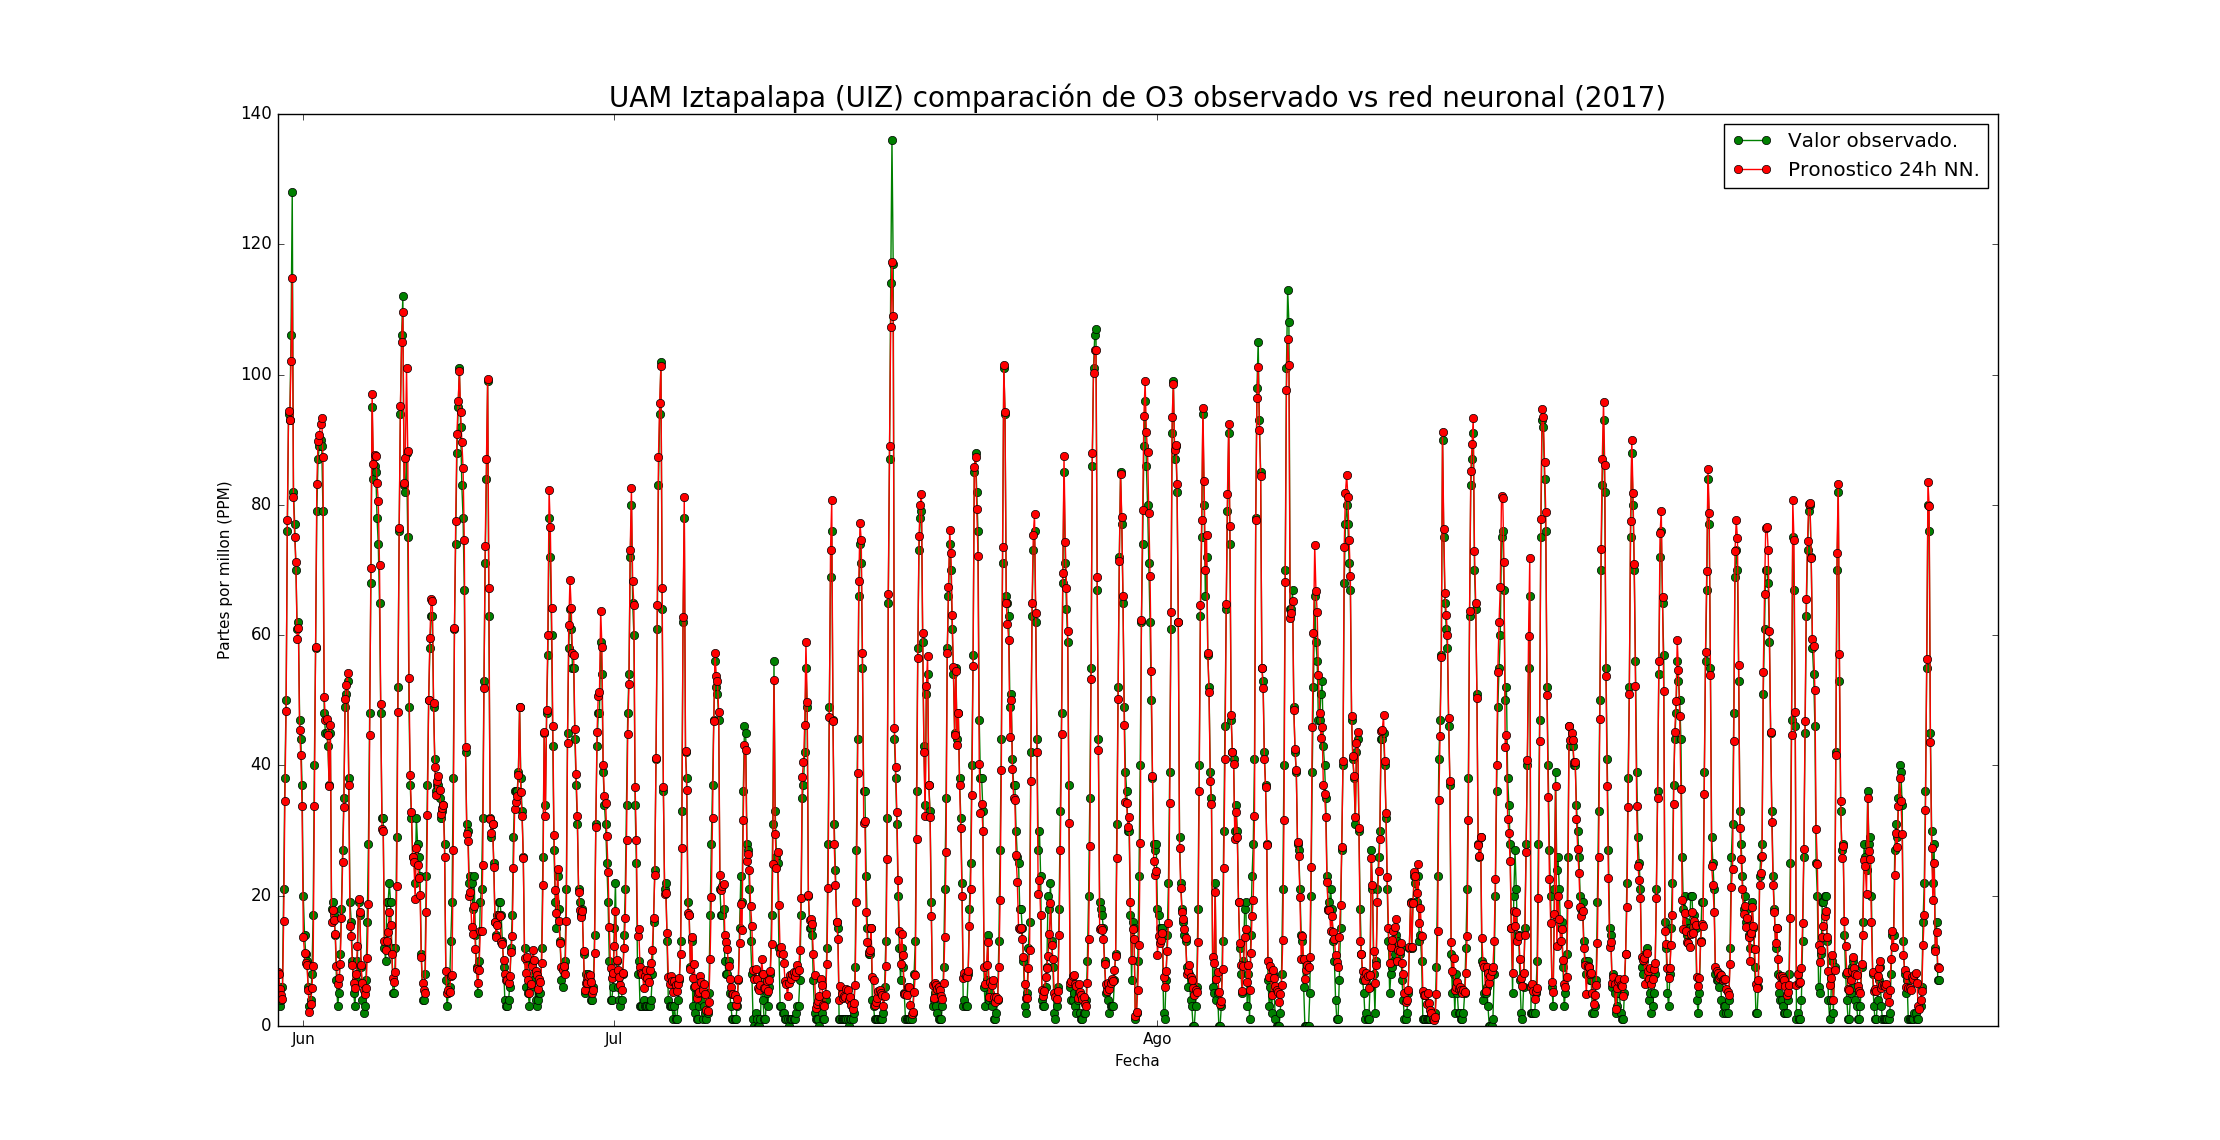 UAM Iztapalapa (UIZ) comparación de O3 observado vs red neuronal (2017)
140
120
100
80
60
40
20
0
Partes por millon (PPM)
Valor observado.
Pronostico 24h NN.
Jun
Jul
Ago
Fecha